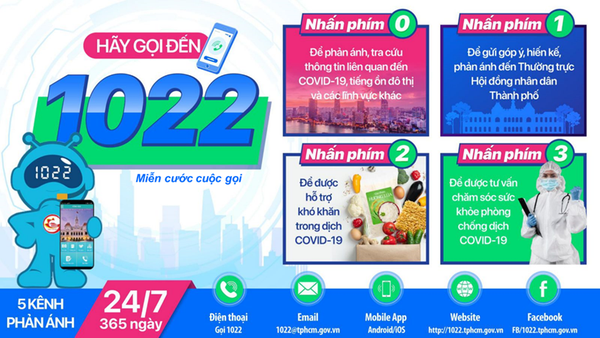 HÃY GỌI ĐẾN
1022
Miễn cước cuộc gọi
1022
Nhấn phím 0
Để phản ánh, tra cứu
thông tin liên quan đến
COVID-19, tiếng ồn đô thị
và các lĩnh vực khác
Nhấn phím 1
Để gửi góp ý, hiến kế,
phản ánh đến Thường trực
Hội đồng nhân dân
Thành phố
Nhấn phím 2
Để được
hỗ trợ
khó khăn
trong dịch
COVID-19
Nhấn phím 3
Để được tư vấn
chăm sóc sức
khỏe phòng
chống dịch
COVID-19
5 KÊNH
PHẢN ÁNH
24/7
365 ngày
Điện thoại
Gọi 1022
Email
1022@tphcm.gov.vn
Mobile App
Android/iOS
Website
http://1022.tphcm.gov.vn
Facebook
FB/1022.tphcm.gov.vn